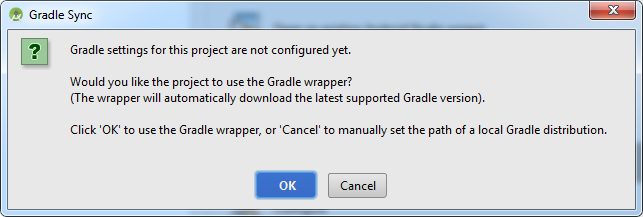 Gradle Sync
Gradle settings for this project are not configured yet.
Would you like the project to use the Gradle wrapper?
(The wrapper will automatically download the latest supported Gradle version).
Click 'OK' to use the Gradle wrapper, or 'Cancel' to manually set the path of a local Gradle distribution.
OK
Cancel